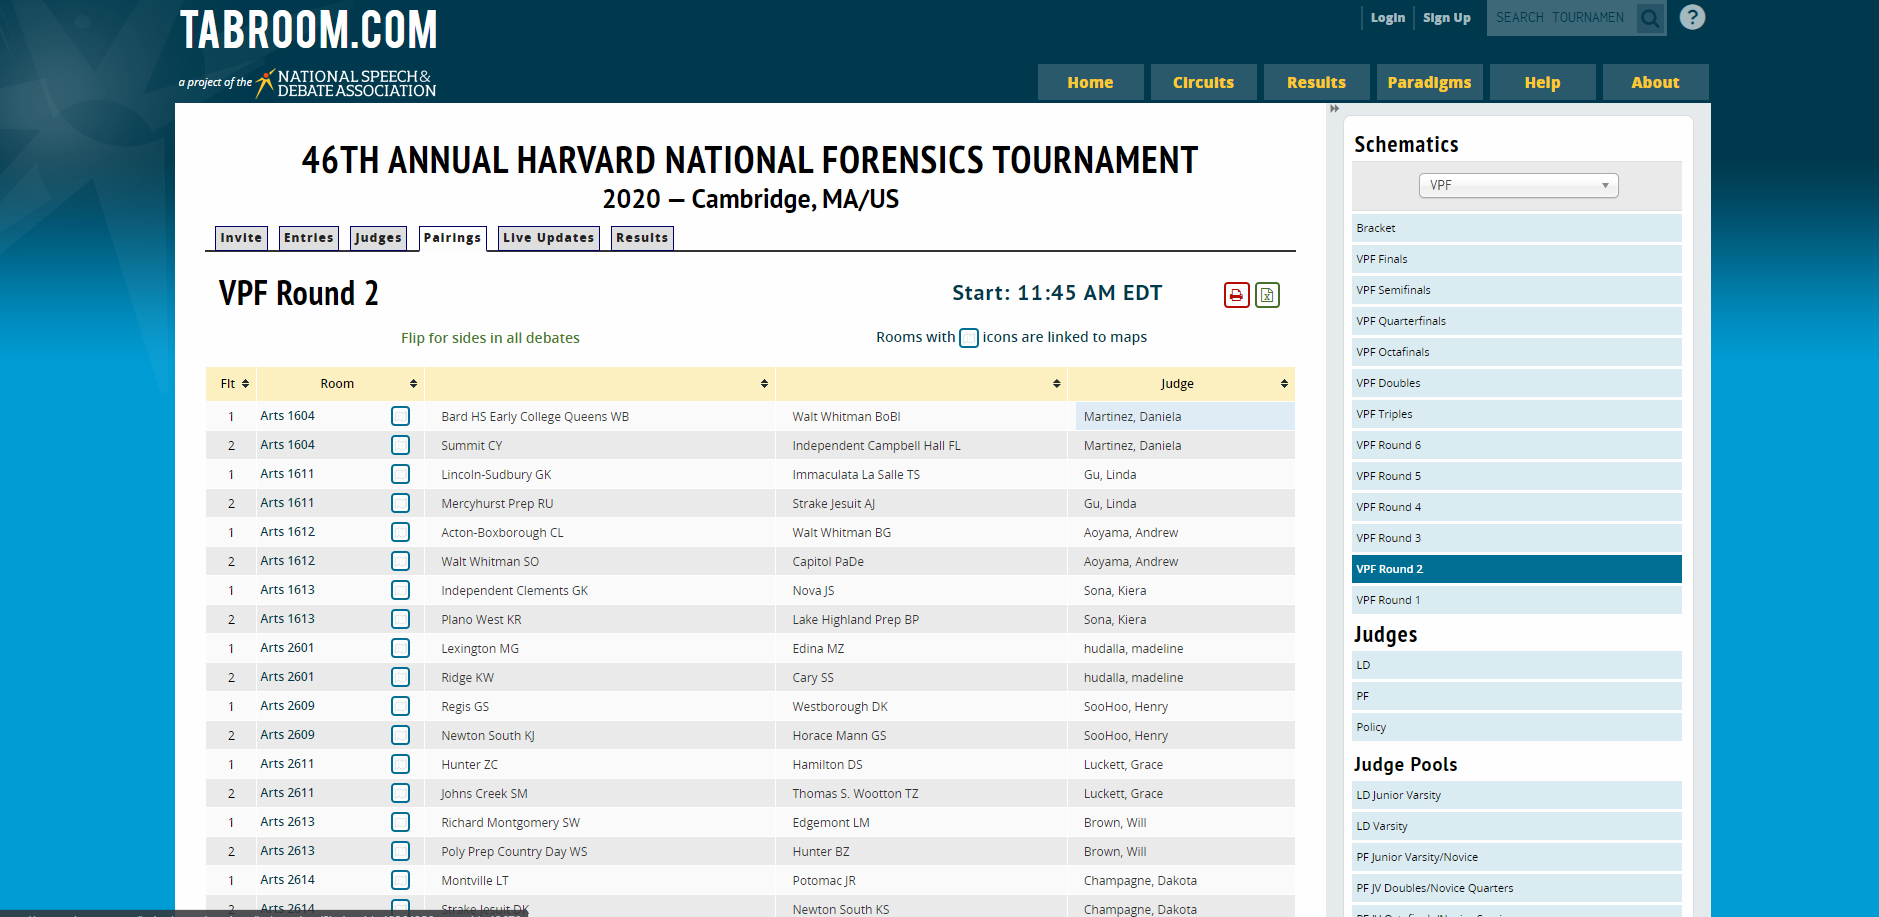 TABROOM.COM
a project of the NATIONAL SPEECH & DEBATE ASSOCIATION
Login Sign Up SEARCH TOURNAMEN ?
Home Circuits Results Paradigms Help About
46TH ANNUAL HARVARD NATIONAL FORENSICS TOURNAMENT
2020 — Cambridge, MA/US
Invite Entries Judges Pairings Live Updates Results
VPF Round 2 Start: 11:45 AM EDT
Flip for sides in all debates Rooms with icons are linked to maps
Flt Room Judge
1 Arts 1604 Bard HS Early College Queens WB Walt Whitman BoBl Martinez, Daniela
2 Arts 1604 Summit CY Independent Campbell Hall FL Martinez, Daniela
1 Arts 1611 Lincoln-Sudbury GK Immaculata La Salle TS Gu, Linda
2 Arts 1611 Mercyhurst Prep RU Strake Jesuit AJ Gu, Linda
1 Arts 1612 Acton-Boxborough CL Walt Whitman BG Aoyama, Andrew
2 Arts 1612 Walt Whitman SO Capitol PaDe Aoyama, Andrew
1 Arts 1613 Independent Clements GK Nova JS Sona, Kiera
2 Arts 1613 Plano West KR Lake Highland Prep BP Sona, Kiera
1 Arts 2601 Lexington MG Edina MZ hudalla, madeline
2 Arts 2601 Ridge KW Cary SS hudalla, madeline
1 Arts 2609 Regis GS Westborough DK SooHoo, Henry
2 Arts 2609 Newton South KJ Horace Mann GS SooHoo, Henry
1 Arts 2611 Hunter ZC Hamilton DS Luckett, Grace
2 Arts 2611 Johns Creek SM Thomas S. Wootton TZ Luckett, Grace
1 Arts 2613 Richard Montgomery SW Edgemont LM Brown, Will
2 Arts 2613 Poly Prep Country Day WS Hunter BZ Brown, Will
1 Arts 2614 Montville LT Potomac JR Champagne, Dakota
2 Arts 2614 Strake Jesuit DK Newton South KS Champagne, Dakota
Schematics
VPF
Bracket
VPF Finals
VPF Semifinals
VPF Quarterfinals
VPF Octafinals
VPF Doubles
VPF Triples
VPF Round 6
VPF Round 5
VPF Round 4
VPF Round 3
VPF Round 2
VPF Round 1
Judges
LD
PF
Policy
Judge Pools
LD Junior Varsity
LD Varsity
PF Junior Varsity/Novice
PF JV Doubles/Novice Quarters